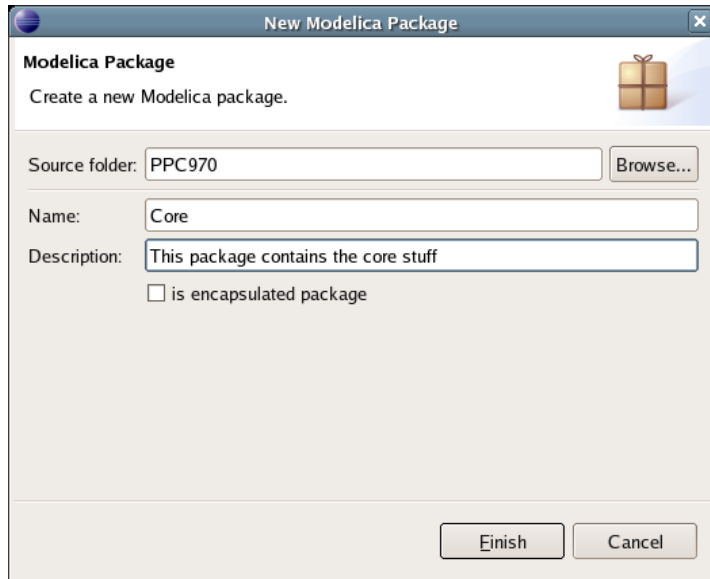 New Modelica Package
Modelica Package
Create a new Modelica package.
Source folder: PPC970 Browse...
Name: Core
Description: This package contains the core stuff
is encapsulated package
Finish Cancel